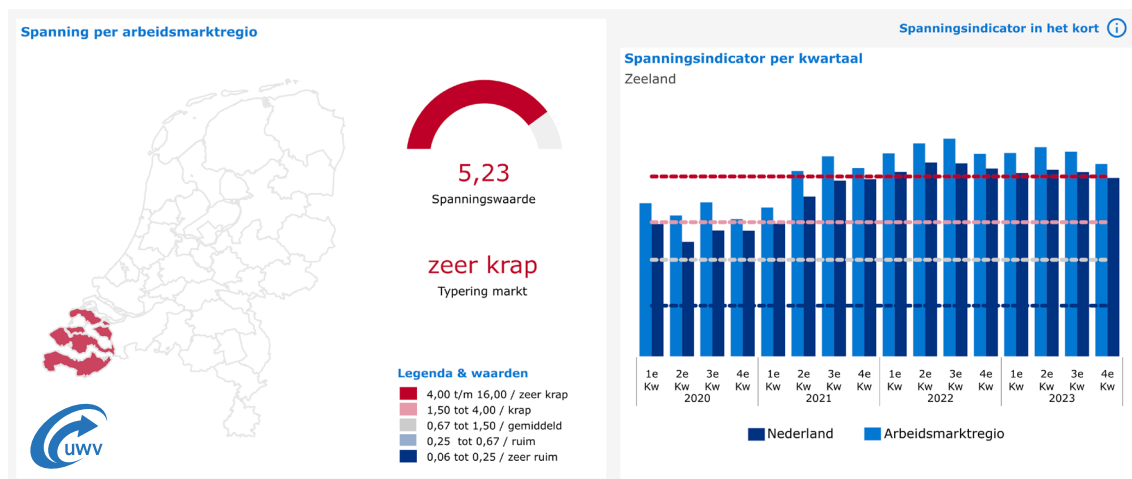 Spanning per arbeidsmarktregio
5,23
Spanningswaarde
zeer krap
Typering markt
Legenda & waarden
4,00 t/m 16,00 / zeer krap
1,50 tot 4,00 / krap
0,67 tot 1,50 / gemiddeld
0,25 tot 0,67 / ruim
0,06 tot 0,25 / zeer ruim
uwv
Spanningsindicator in het kort i
Spanningsindicator per kwartaal
Zeeland
1e 2e 3e 4e 1e 2e 3e 4e 1e 2e 3e 4e 1e 2e 3e 4e
Kw Kw Kw Kw Kw Kw Kw Kw Kw Kw Kw Kw Kw Kw Kw Kw
2020 2021 2022 2023
Nederland Arbeidsmarktregio